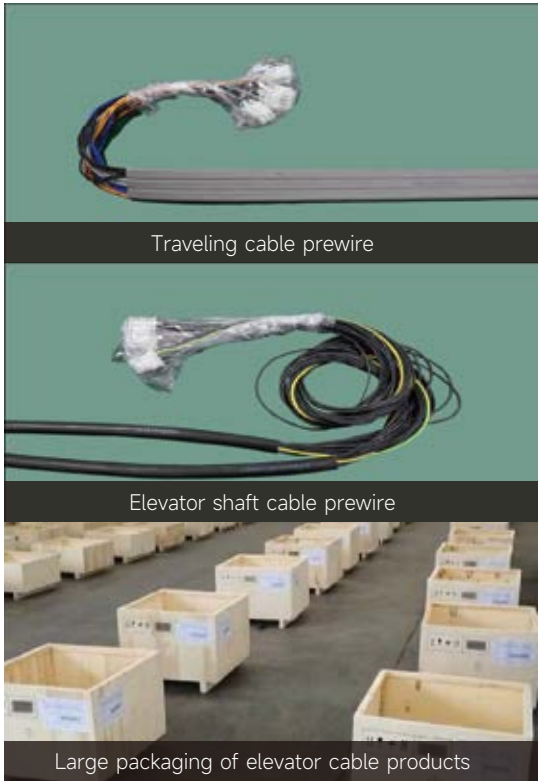 Traveling cable prewire
Elevator shaft cable prewire
Large packaging of elevator cable products